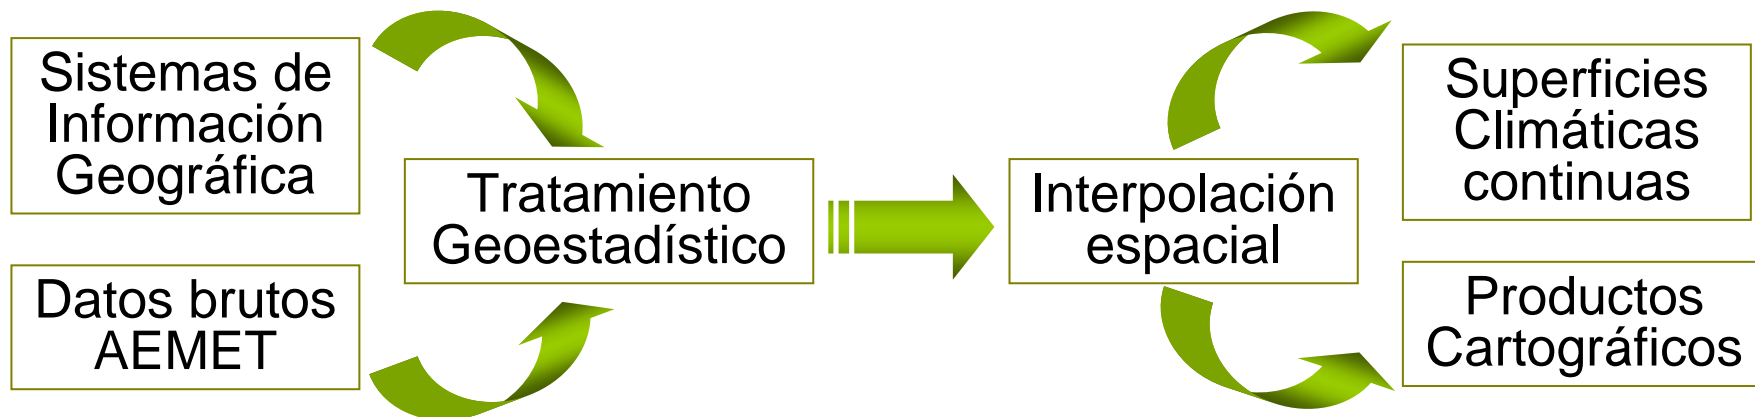 Sistemas de
Información
Geográfica
Datos brutos
AEMET
Tratamiento
Geoestadístico
Interpolación
espacial
Superficies
Climáticas
continuas
Productos
Cartográficos